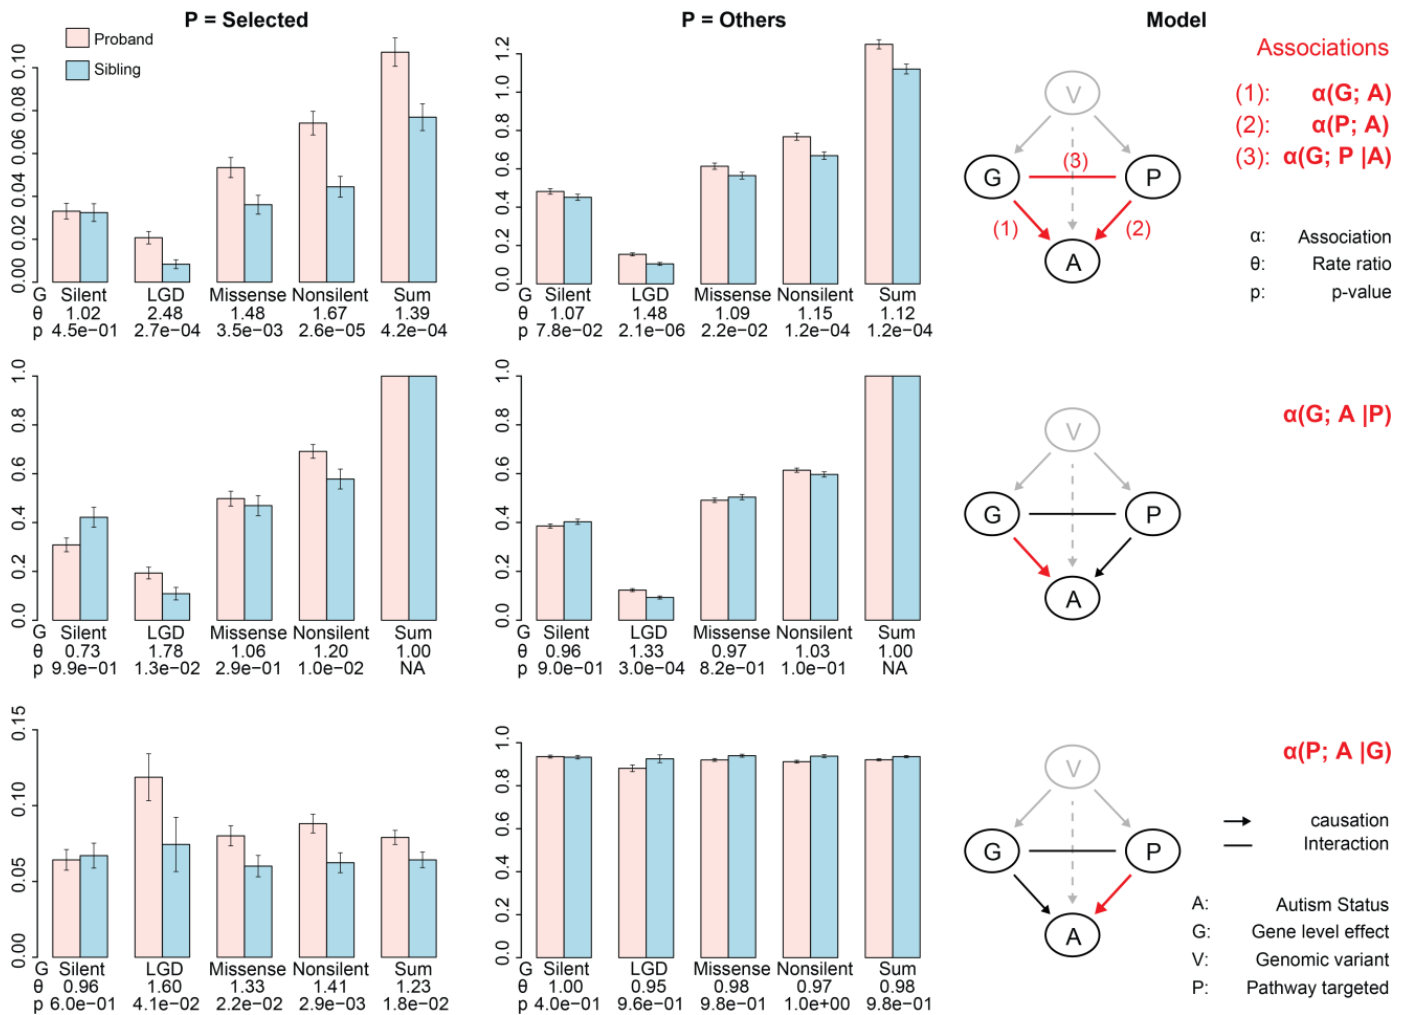 P = Selected
P = Others
Model
Proband
Sibling
0.00 0.02 0.04 0.06 0.08 0.10
G Silent LGD Missense Nonsilent Sum
θ 1.02 2.48 1.48 1.67 1.39
p 4.5e−01 2.7e−04 3.5e−03 2.6e−05 4.2e−04
0.0 0.2 0.4 0.6 0.8 1.0 1.2
G Silent LGD Missense Nonsilent Sum
θ 1.07 1.48 1.09 1.15 1.12
p 7.8e−02 2.1e−06 2.2e−02 1.2e−04 1.2e−04
V
G
(3)
P
(1)
(2)
A
Associations
(1): α(G; A)
(2): α(P; A)
(3): α(G; P |A)
α: Association
θ: Rate ratio
p: p-value
0.0 0.2 0.4 0.6 0.8 1.0
G Silent LGD Missense Nonsilent Sum
θ 0.73 1.78 1.06 1.20 1.00
p 9.9e−01 1.3e−02 2.9e−01 1.0e−02 NA
0.0 0.2 0.4 0.6 0.8 1.0
G Silent LGD Missense Nonsilent Sum
θ 0.96 1.33 0.97 1.03 1.00
p 9.0e−01 3.0e−04 8.2e−01 1.0e−01 NA
α(G; A |P)
V
G
P
A
0.00 0.05 0.10 0.15
G Silent LGD Missense Nonsilent Sum
θ 0.96 1.60 1.33 1.41 1.23
p 6.0e−01 4.1e−02 2.2e−02 2.9e−03 1.8e−02
0.0 0.2 0.4 0.6 0.8 1.0
G Silent LGD Missense Nonsilent Sum
θ 1.00 0.95 0.98 0.97 0.98
p 4.0e−01 9.6e−01 9.8e−01 1.0e+00 9.8e−01
α(P; A |G)
V
G
P
A
causation
Interaction
A: Autism Status
G: Gene level effect
V: Genomic variant
P: Pathway targeted